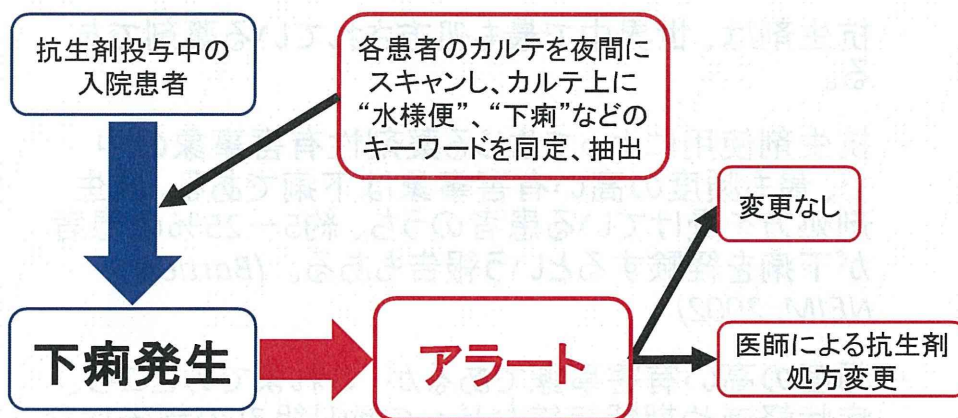 抗生剤投与中の
入院患者
各患者のカルテを夜間に
スキャンし、カルテ上に
“水様便”、“下痢”などの
キーワードを同定、抽出
変更なし
下痢発生
アラート
医師による抗生剤
処方変更